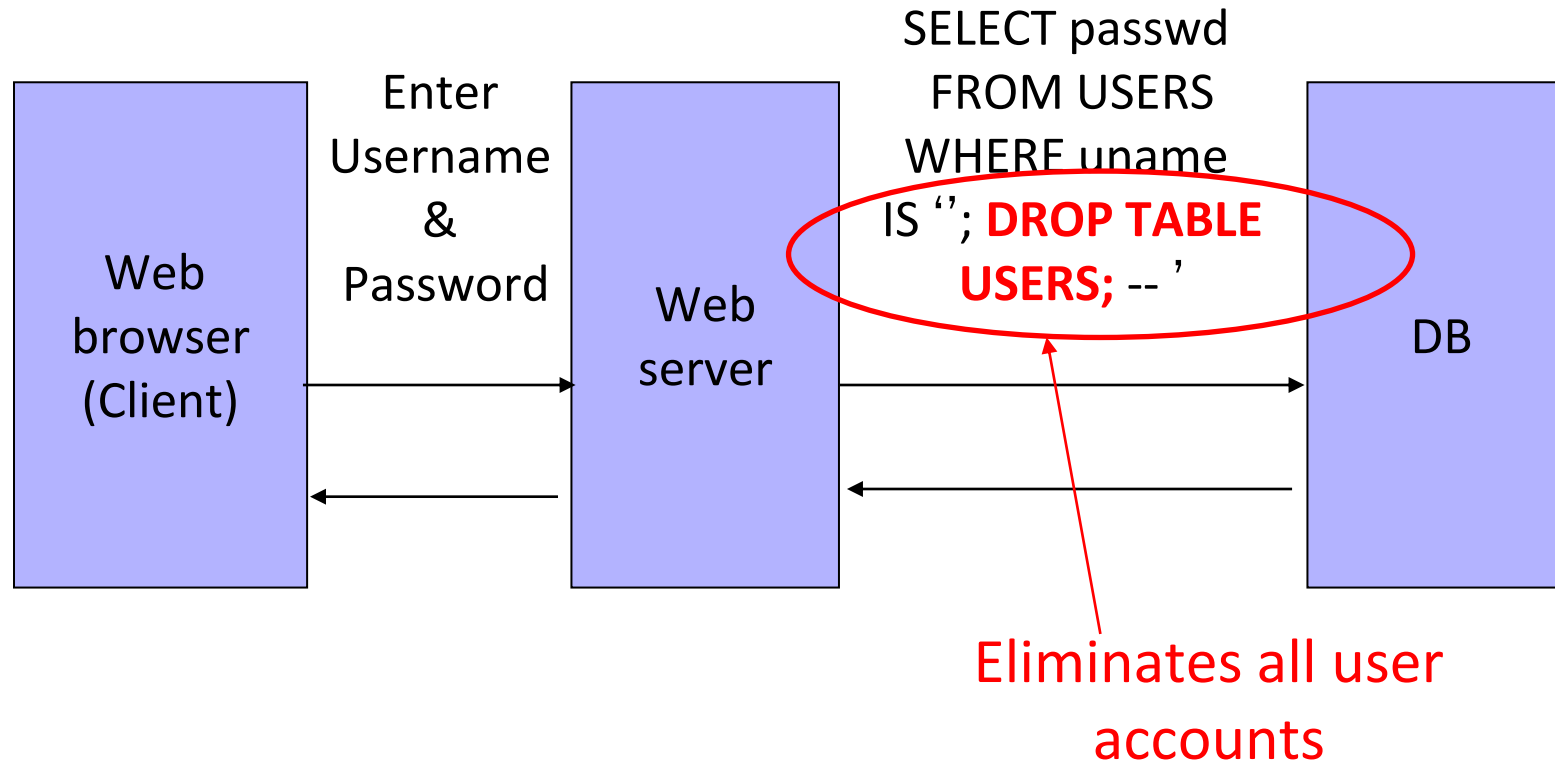 Web
browser
(Client)
Enter
Username
&
Password
Web
server
SELECT passwd
FROM USERS
WHERE uname
IS ‘’; DROP TABLE
USERS; -- ’
DB
Eliminates all user
accounts